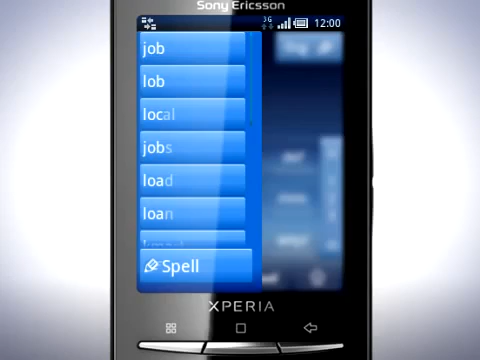 Sony Ericsson
3G 12:00
job
lob
local
jobs
load
loan
Spell
XPERIA